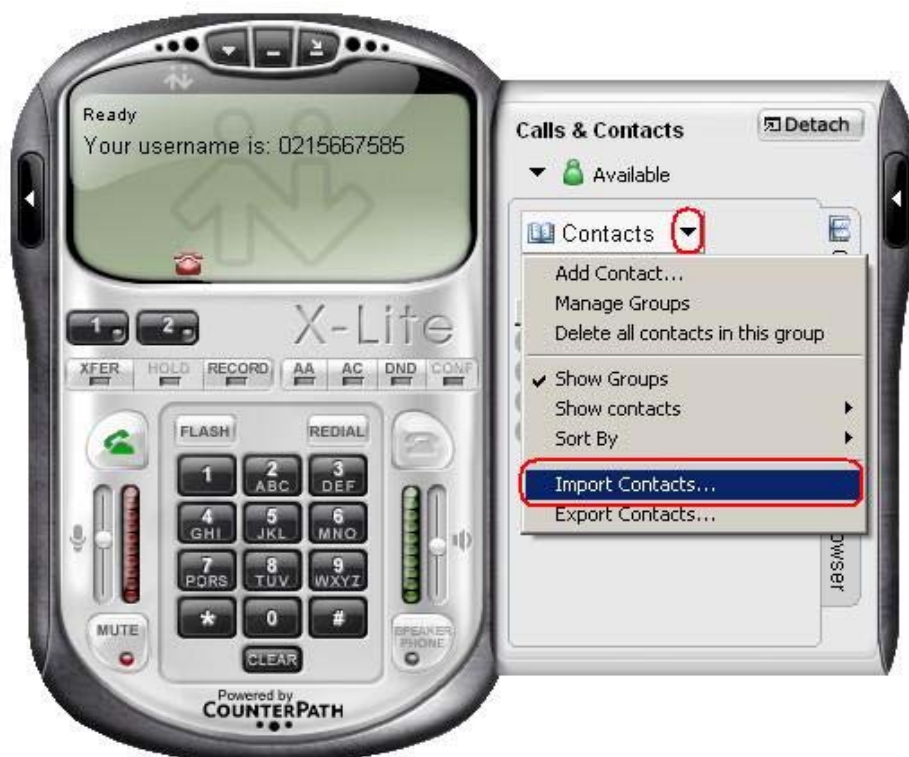 Ready
Your username is: 0215667585
X-Lite
1 2
XFER HOLD RECORD AA AC DND CONF
FLASH REDIAL
1 2 ABC 3 DEF
4 GHI 5 JKL 6 MNO
7 PQRS 8 TUV 9 WXYZ
* 0 #
MUTE
SPEAKER PHONE
CLEAR
Powered by
COUNTERPATH
Calls & Contacts
Detach
Available
Contacts
Add Contact...
Manage Groups
Delete all contacts in this group
Show Groups
Show contacts
Sort By
Import Contacts...
Export Contacts...